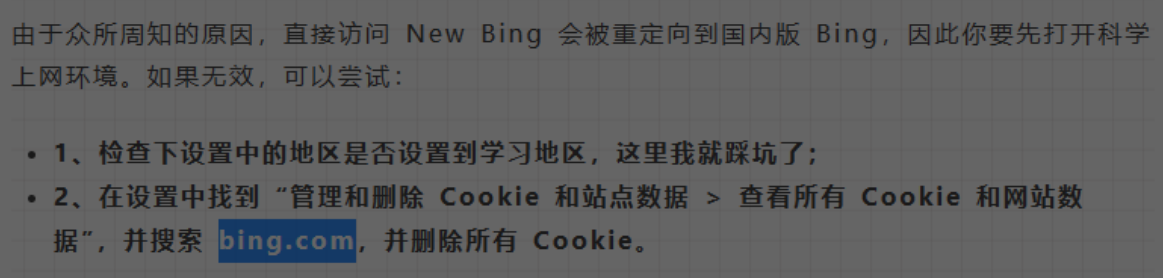 由于众所周知的原因，直接访问 New Bing 会被重定向到国内版 Bing，因此你要先打开科学
上网环境。如果无效，可以尝试：
• 1、检查下设置中的地区是否设置到学习地区，这里我就踩坑了；
• 2、在设置中找到 “管理和删除 Cookie 和站点数据 > 查看所有 Cookie 和网站数
据”，并搜索 bing.com，并删除所有 Cookie。